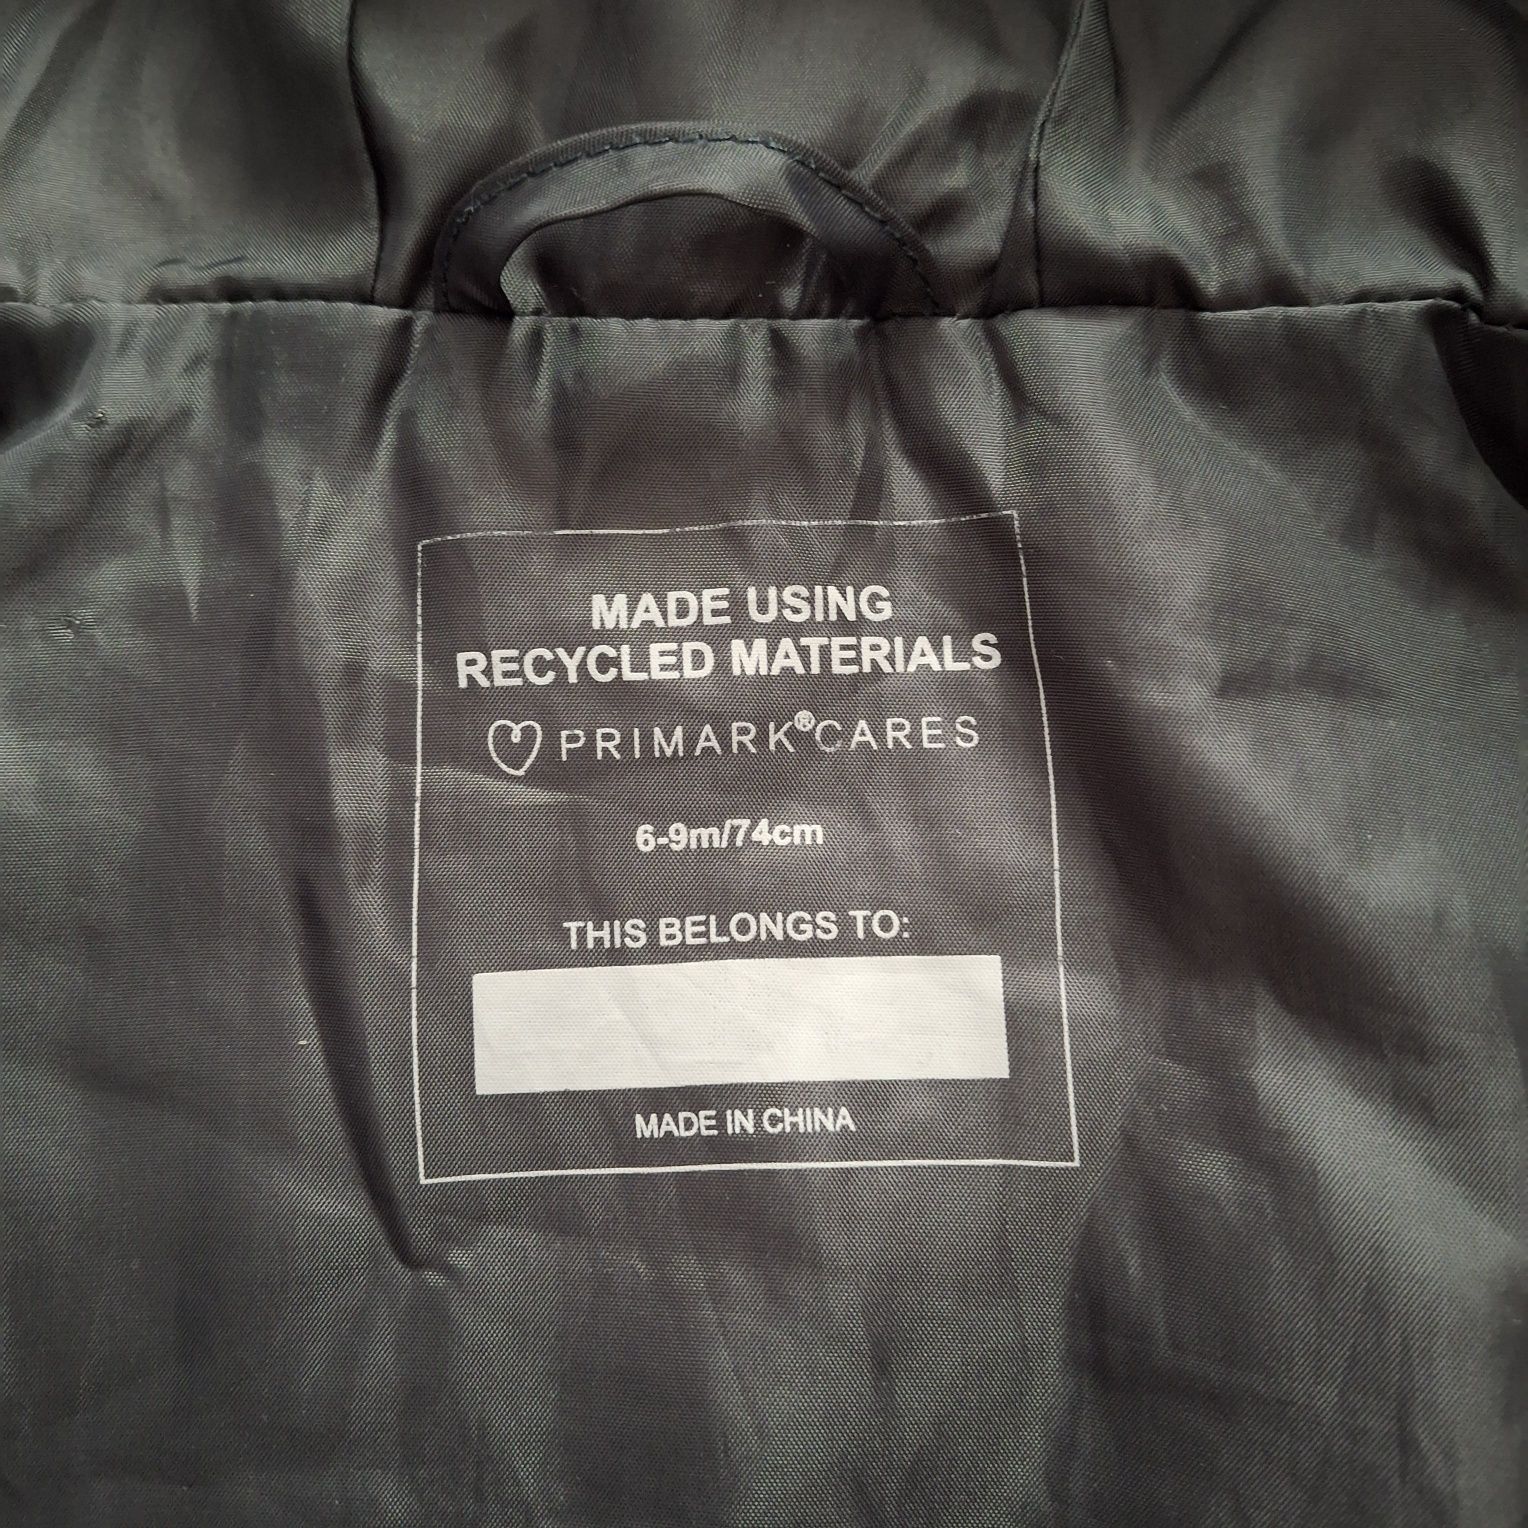 MADE USING
RECYCLED MATERIALS
PRIMARK®CARES
6-9m/74cm
THIS BELONGS TO:
MADE IN CHINA